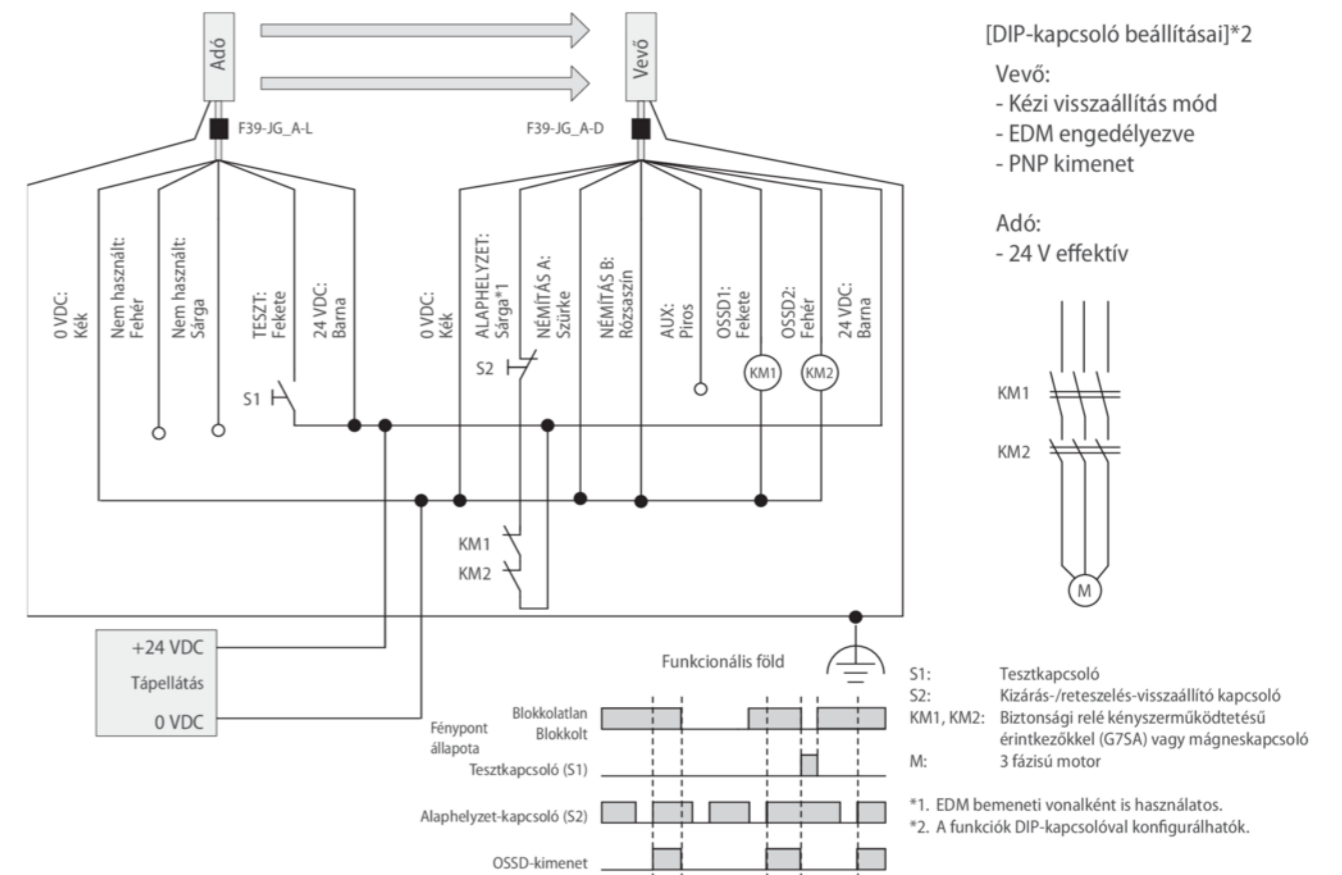 Adó
Vevő
F39-JG_A-L
F39-JG_A-D
[DIP-kapcsoló beállításai]*2
Vevő:
- Kézi visszaállítás mód
- EDM engedélyezve
- PNP kimenet
Adó:
- 24 V effektív
0 VDC:
Kék
Nem használt:
Fehér
Nem használt:
Sárga
TESZT:
Fekete
24 VDC:
Barna
0 VDC:
Kék
ALAPHELYZET:
Sárga*1
NÉMÍTÁS A:
Szürke
NÉMÍTÁS B:
Rózsaszín
AUX:
Piros
OSSD1:
Fekete
OSSD2:
Fehér
24 VDC:
Barna
S1
S2
KM1
KM2
KM1
KM2
KM1
KM2
M
+24 VDC
Tápellátás
0 VDC
Funkcionális föld
Fénypont
állapota
Blokkolatlan
Blokkolt
Tesztkapcsoló (S1)
Alaphelyzet-kapcsoló (S2)
OSSD-kimenet
S1: Tesztkapcsoló
S2: Kizárás-/reteszelés-visszaállító kapcsoló
KM1, KM2: Biztonsági relé kényszerműködtetésű
érintkezőkkel (G7SA) vagy mágneskapcsoló
M: 3 fázisú motor
*1. EDM bemeneti vonalként is használatos.
*2. A funkciók DIP-kapcsolóval konfigurálhatók.